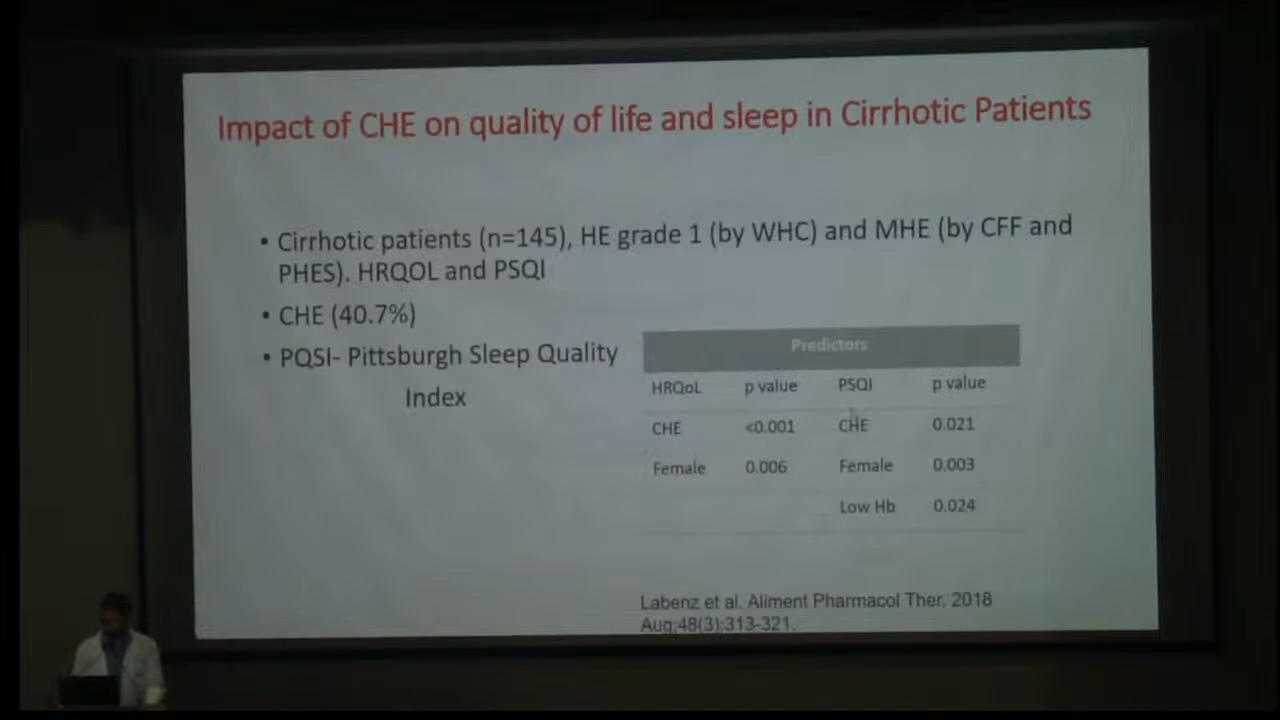 Impact of CHE on quality of life and sleep in Cirrhotic Patients
• Cirrhotic patients (n=145), HE grade 1 (by WHC) and MHE (by CFF and
PHES). HRQOL and PSQI
• CHE (40.7%)
• PQSI- Pittsburgh Sleep Quality
Index
Predictors
HRQoL p value PSQI p value
CHE <0.001 CHE 0.021
Female 0.006 Female 0.003
Low Hb 0.024
Labenz et al. Aliment Pharmacol Ther. 2018
Aug;48(3):313-321.